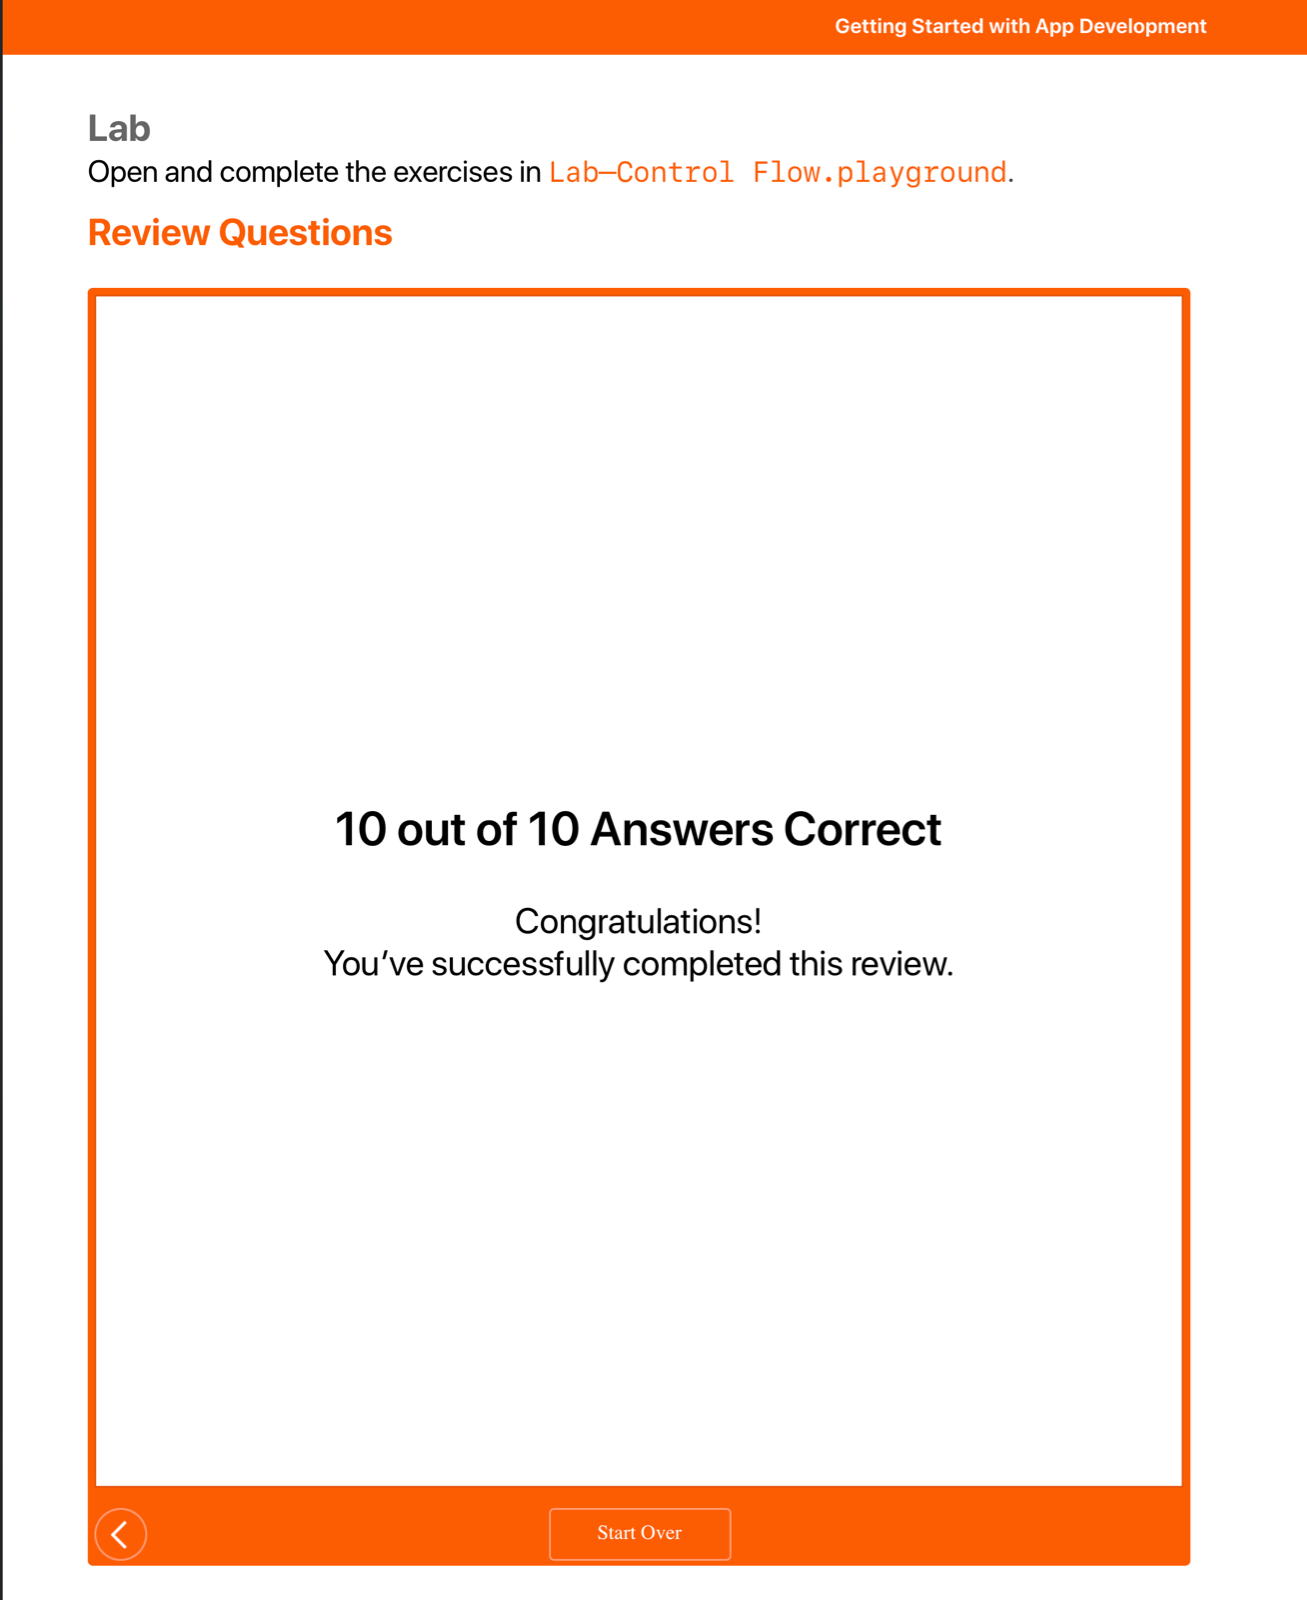 Getting Started with App Development
Lab
Open and complete the exercises in Lab—Control Flow.playground.
Review Questions
10 out of 10 Answers Correct
Congratulations!
You’ve successfully completed this review.
Start Over